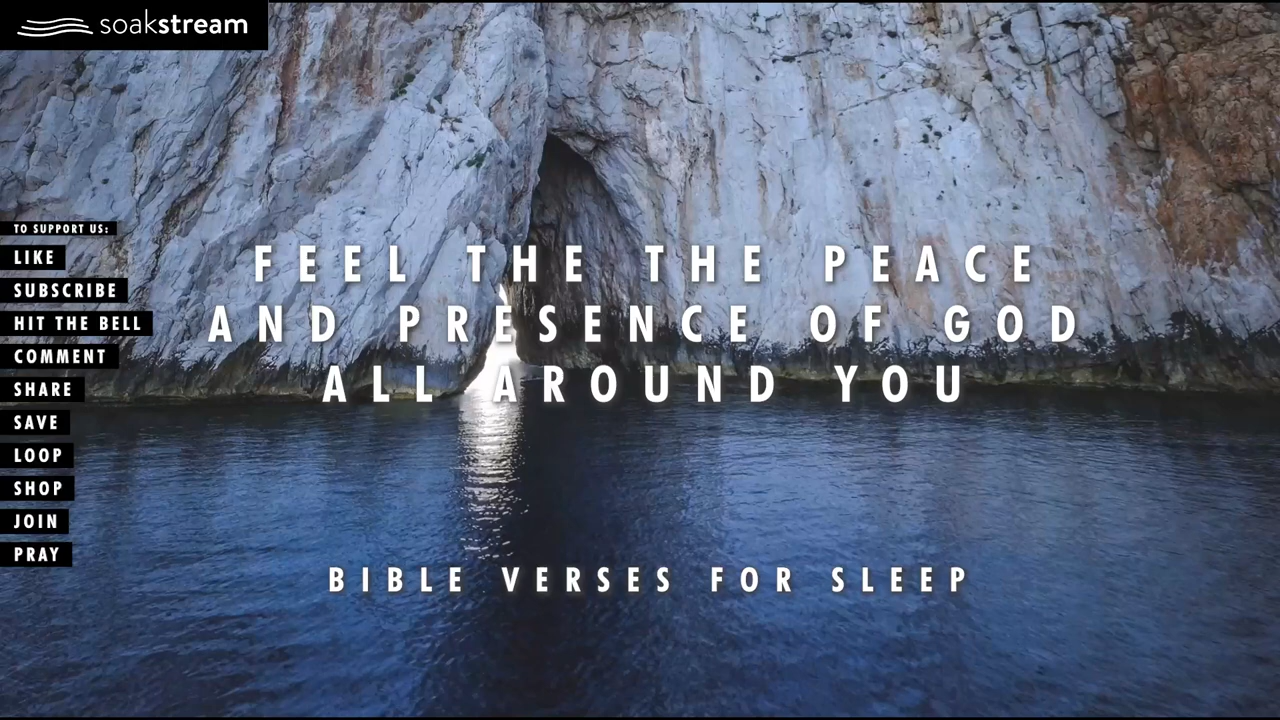 soakstream
TO SUPPORT US:
LIKE
SUBSCRIBE
HIT THE BELL
COMMENT
SHARE
SAVE
LOOP
SHOP
JOIN
PRAY
FEEL THE THE PEACE
AND PRESENCE OF GOD
ALL AROUND YOU
BIBLE VERSES FOR SLEEP